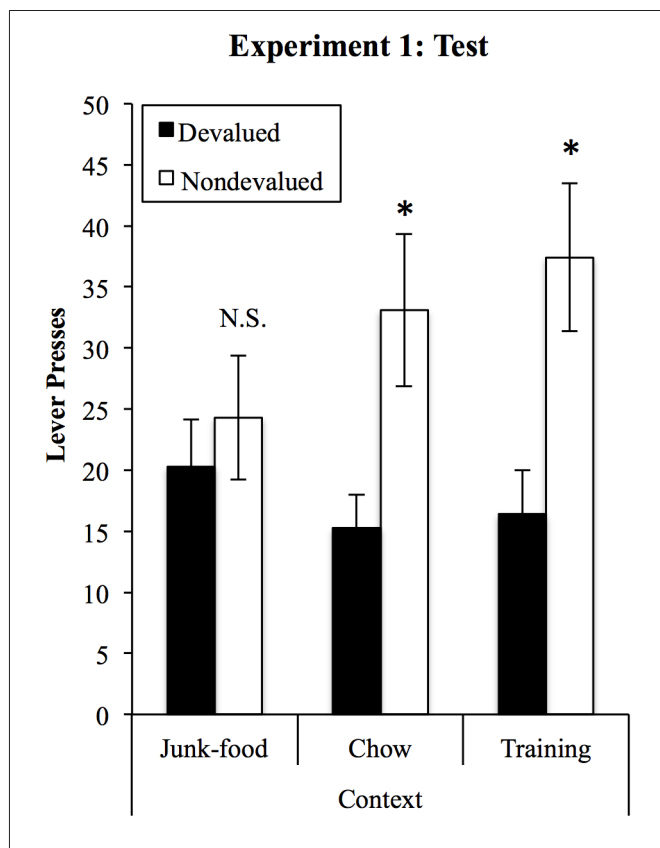 Experiment 1: Test
50
45
40
35
30
25
20
15
10
5
0
Lever Presses
Devalued
Nondevalued
N.S.
*
*
Junk-food Chow Training
Context